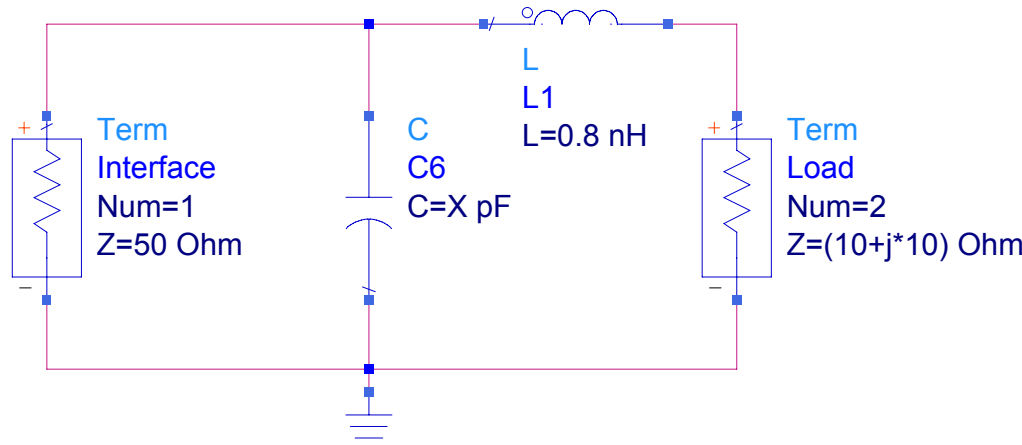 L
L1
L=0.8 nH
+
Term
Interface
Num=1
Z=50 Ohm
−
C
C6
C=X pF
+
Term
Load
Num=2
Z=(10+j*10) Ohm
−